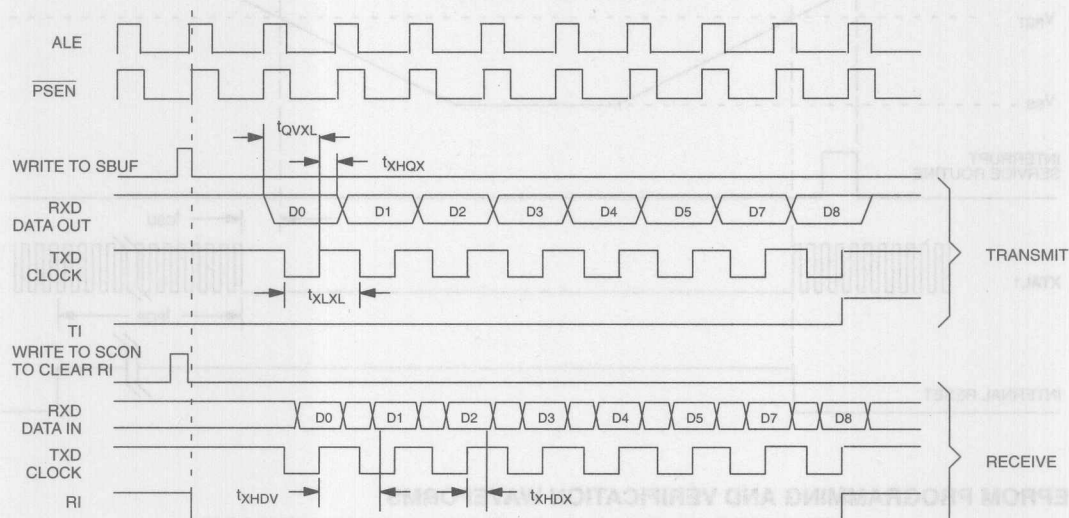 ALE
PSEN
tQVXL
WRITE TO SBUF
tXHQX
RXD
DATA OUT
D0 D1 D2 D3 D4 D5 D7 D8
TXD
CLOCK
TRANSMIT
tXLXL
TI
WRITE TO SCON
TO CLEAR RI
RXD
DATA IN
D0 D1 D2 D3 D4 D5 D7 D8
TXD
CLOCK
RECEIVE
tXHDV
tXHDX
RI